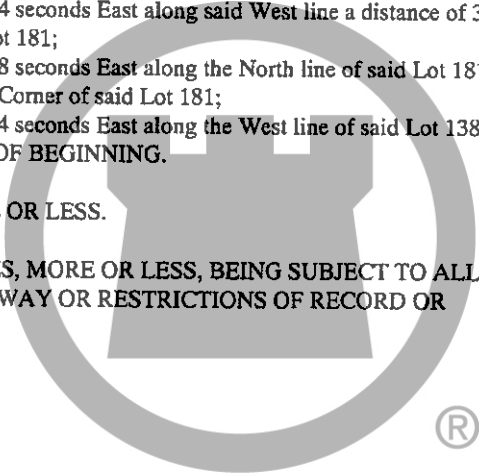 4 seconds East along said West line a distance of 3
ot 181;
8 seconds East along the North line of said Lot 181
Corner of said Lot 181;
4 seconds East along the West line of said Lot 138
OF BEGINNING.
OR LESS.
ES, MORE OR LESS, BEING SUBJECT TO ALL
WAY OR RESTRICTIONS OF RECORD OR
®